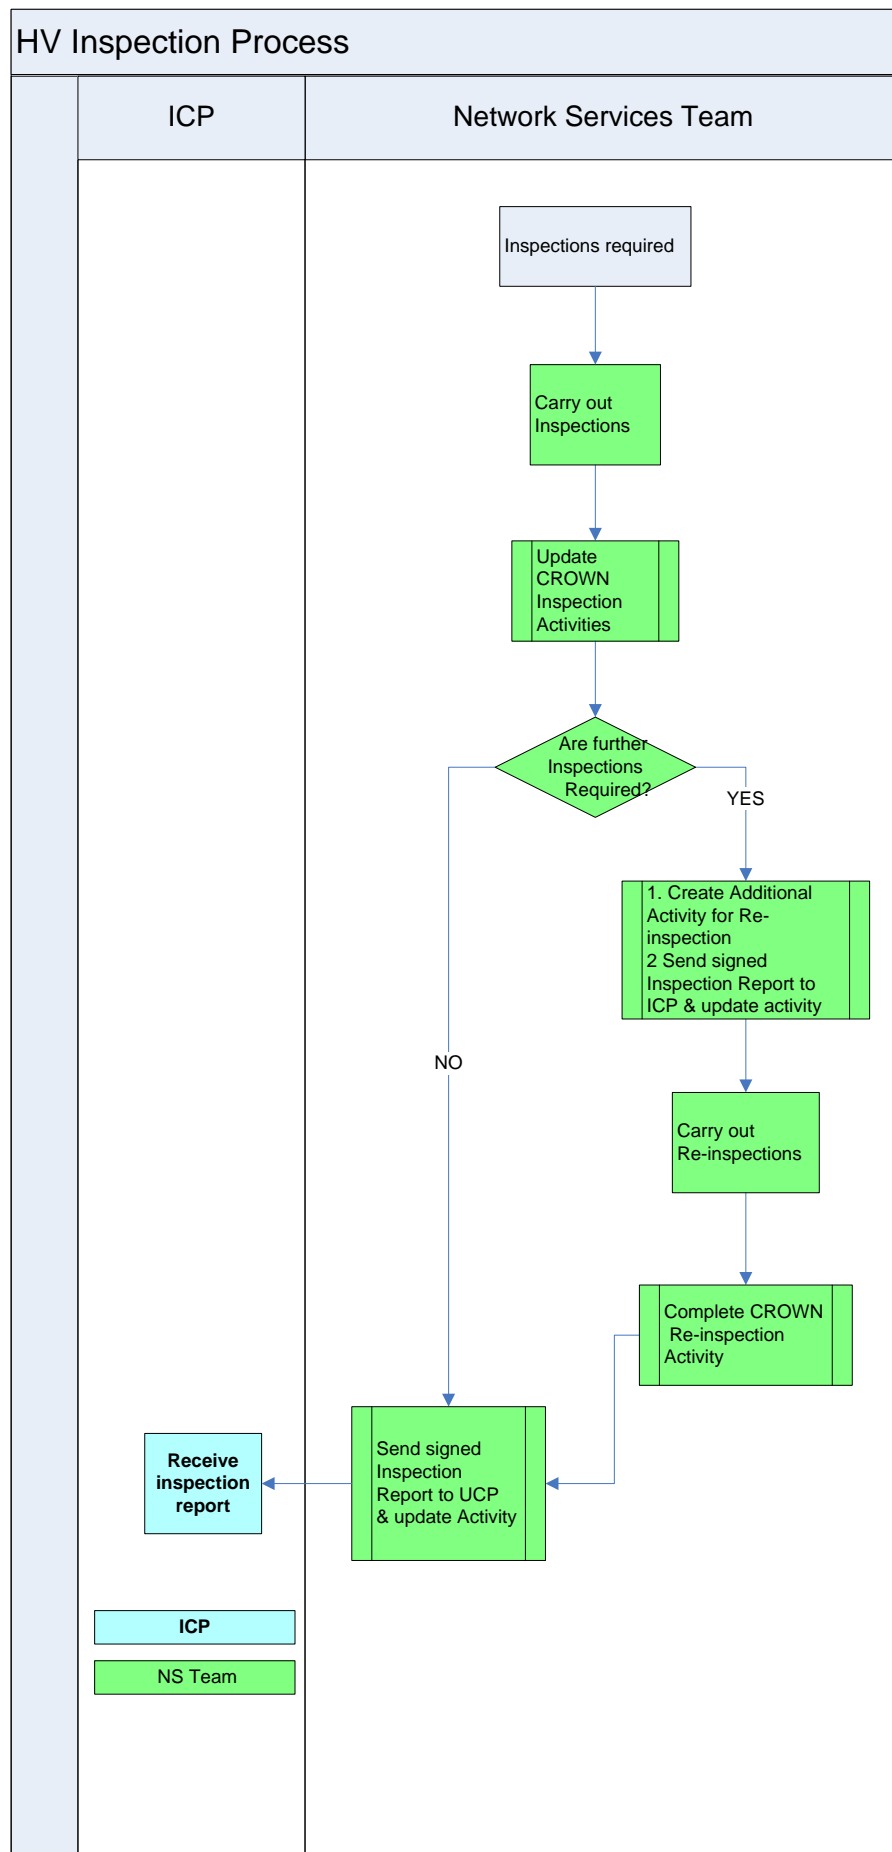 HV Inspection Process
ICP
Network Services Team
Inspections required
Carry out
Inspections
Update
CROWN
Inspection
Activities
Are further
Inspections
Required?
YES
1. Create Additional
Activity for Re-
inspection
2 Send signed
Inspection Report to
ICP & update activity
NO
Carry out
Re-inspections
Complete CROWN
Re-inspection
Activity
Send signed
Inspection
Report to UCP
& update Activity
Receive
inspection
report
ICP
NS Team